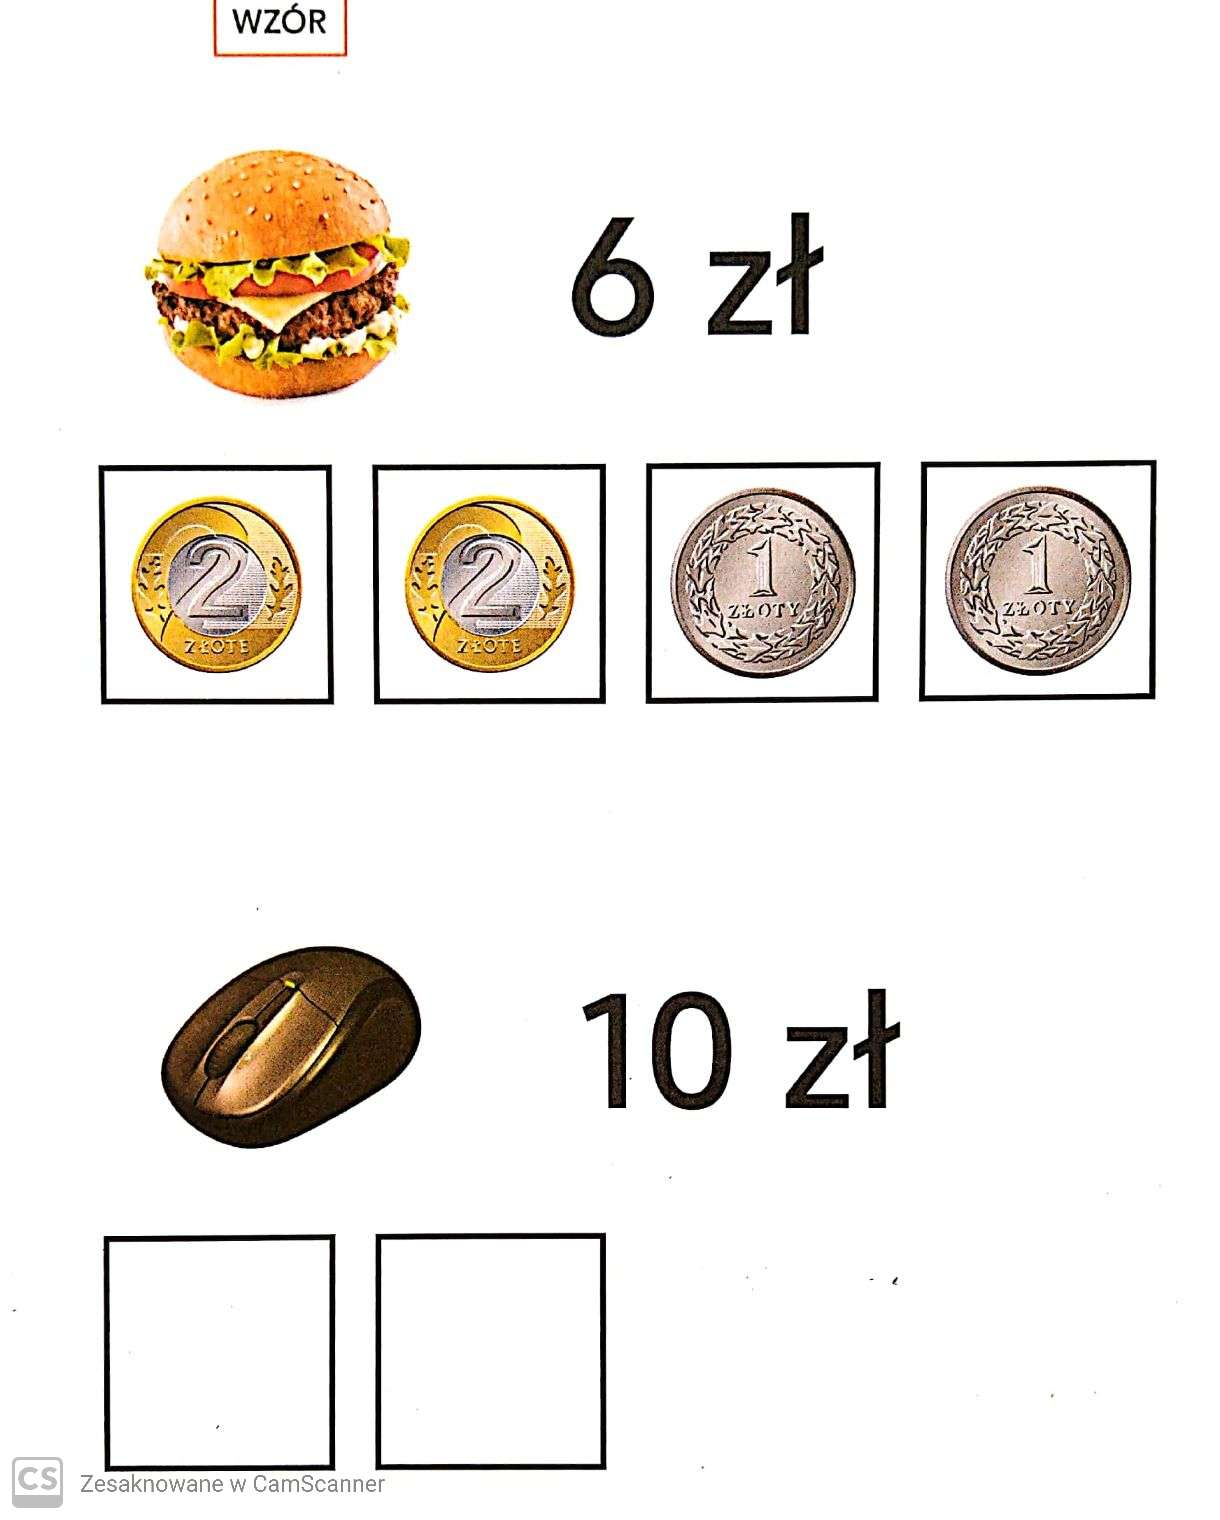 WZÓR
6 zł
2 ZŁOTE
2 ZŁOTE
1 ZŁOTY
1 ZŁOTY
10 zł
CS Zesaknowane w CamScanner